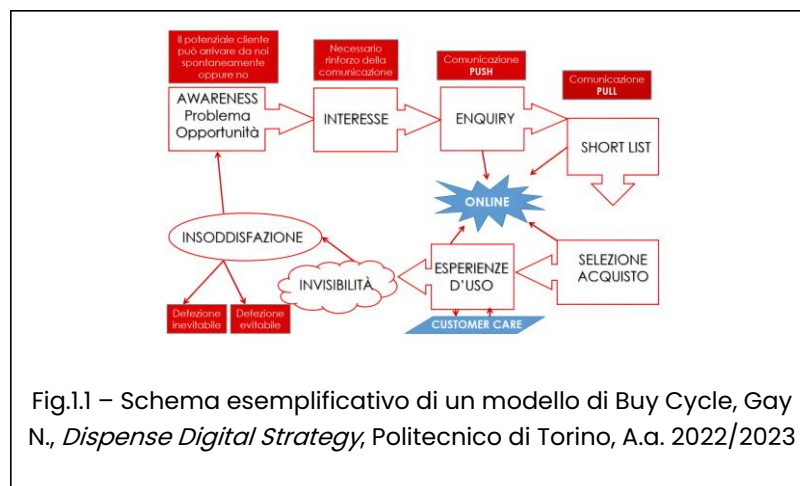 Il potenziale cliente
può arrivare da noi
spontaneamente
oppure no
Necessario
rinforzo della
comunicazione
Comunicazione
PUSH
Comunicazione
PULL
AWARENESS
Problema
Opportunità
INTERESSE
ENQUIRY
SHORT LIST
ONLINE
INSODDISFAZIONE
INVISIBILITÀ
ESPERIENZE
D'USO
SELEZIONE
ACQUISTO
Defezione
inevitabile
Defezione
evitabile
CUSTOMER CARE
Fig.1.1 – Schema esemplificativo di un modello di Buy Cycle, Gay
N., Dispense Digital Strategy, Politecnico di Torino, A.a. 2022/2023